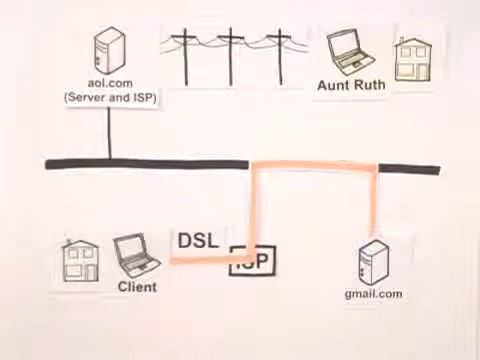 aol.com
(Server and ISP)
Aunt Ruth
DSL
ISP
Client
gmail.com